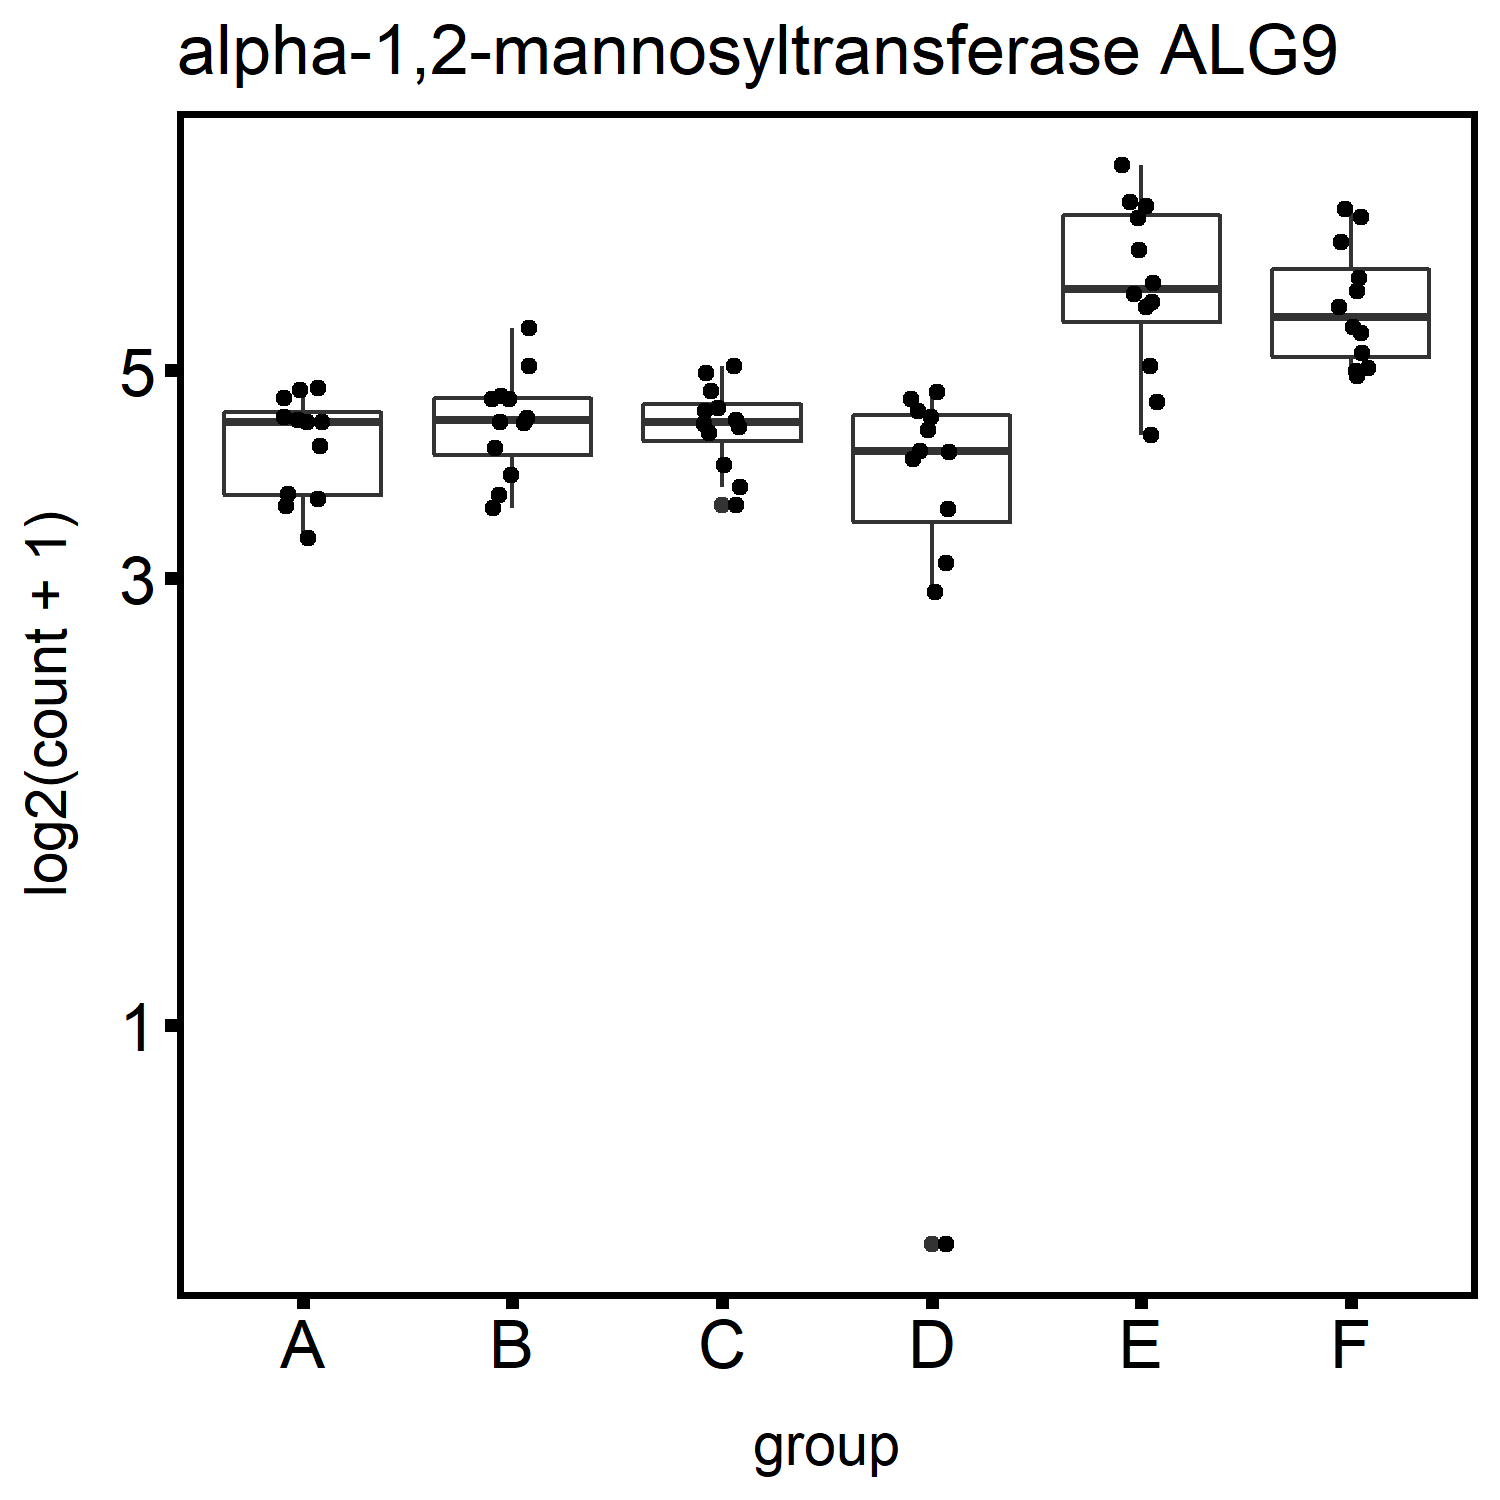 alpha-1,2-mannosyltransferase ALG9
log2(count + 1)
5
3
1
A B C D E F
group